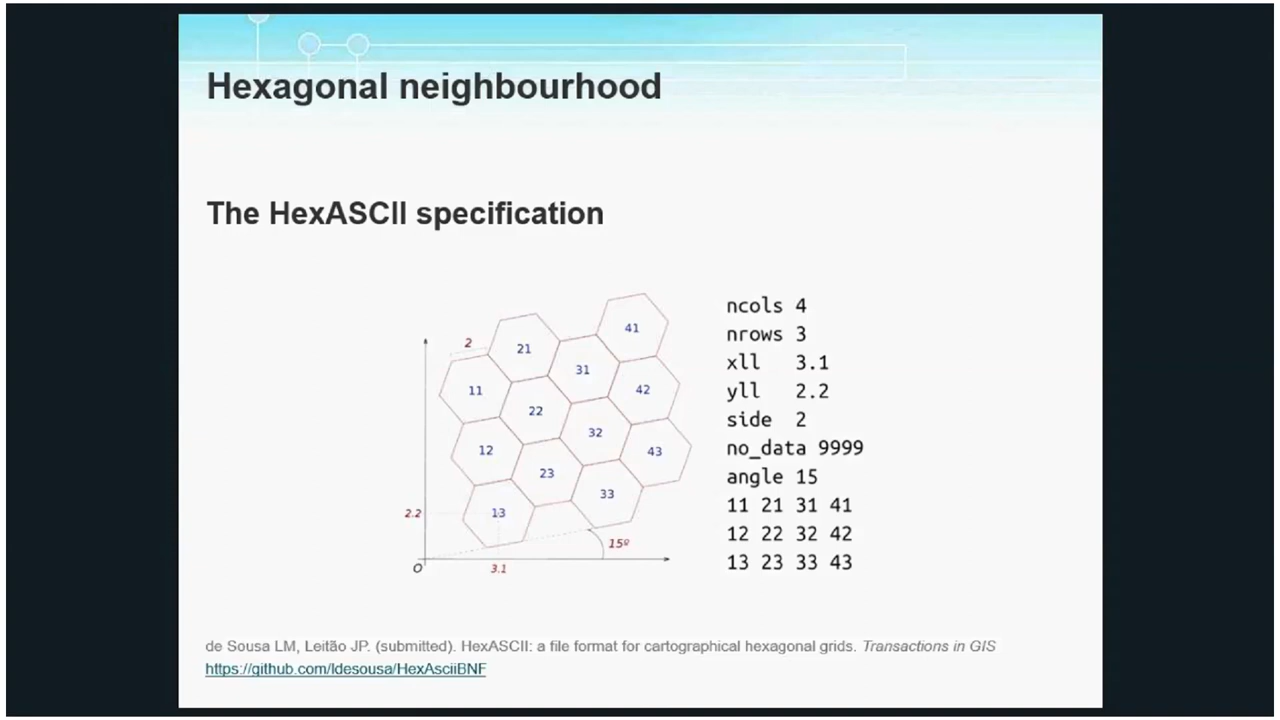 Hexagonal neighbourhood
The HexASCII specification
41
21
2
31
11
42
22
32
12
43
23
33
13
2.2
15º
O
3.1
ncols 4
nrows 3
xll 3.1
yll 2.2
side 2
no_data 9999
angle 15
11 21 31 41
12 22 32 42
13 23 33 43
de Sousa LM, Leitão JP. (submitted). HexASCII: a file format for cartographical hexagonal grids. Transactions in GIS
https://github.com/ldesousa/HexAsciiBNF